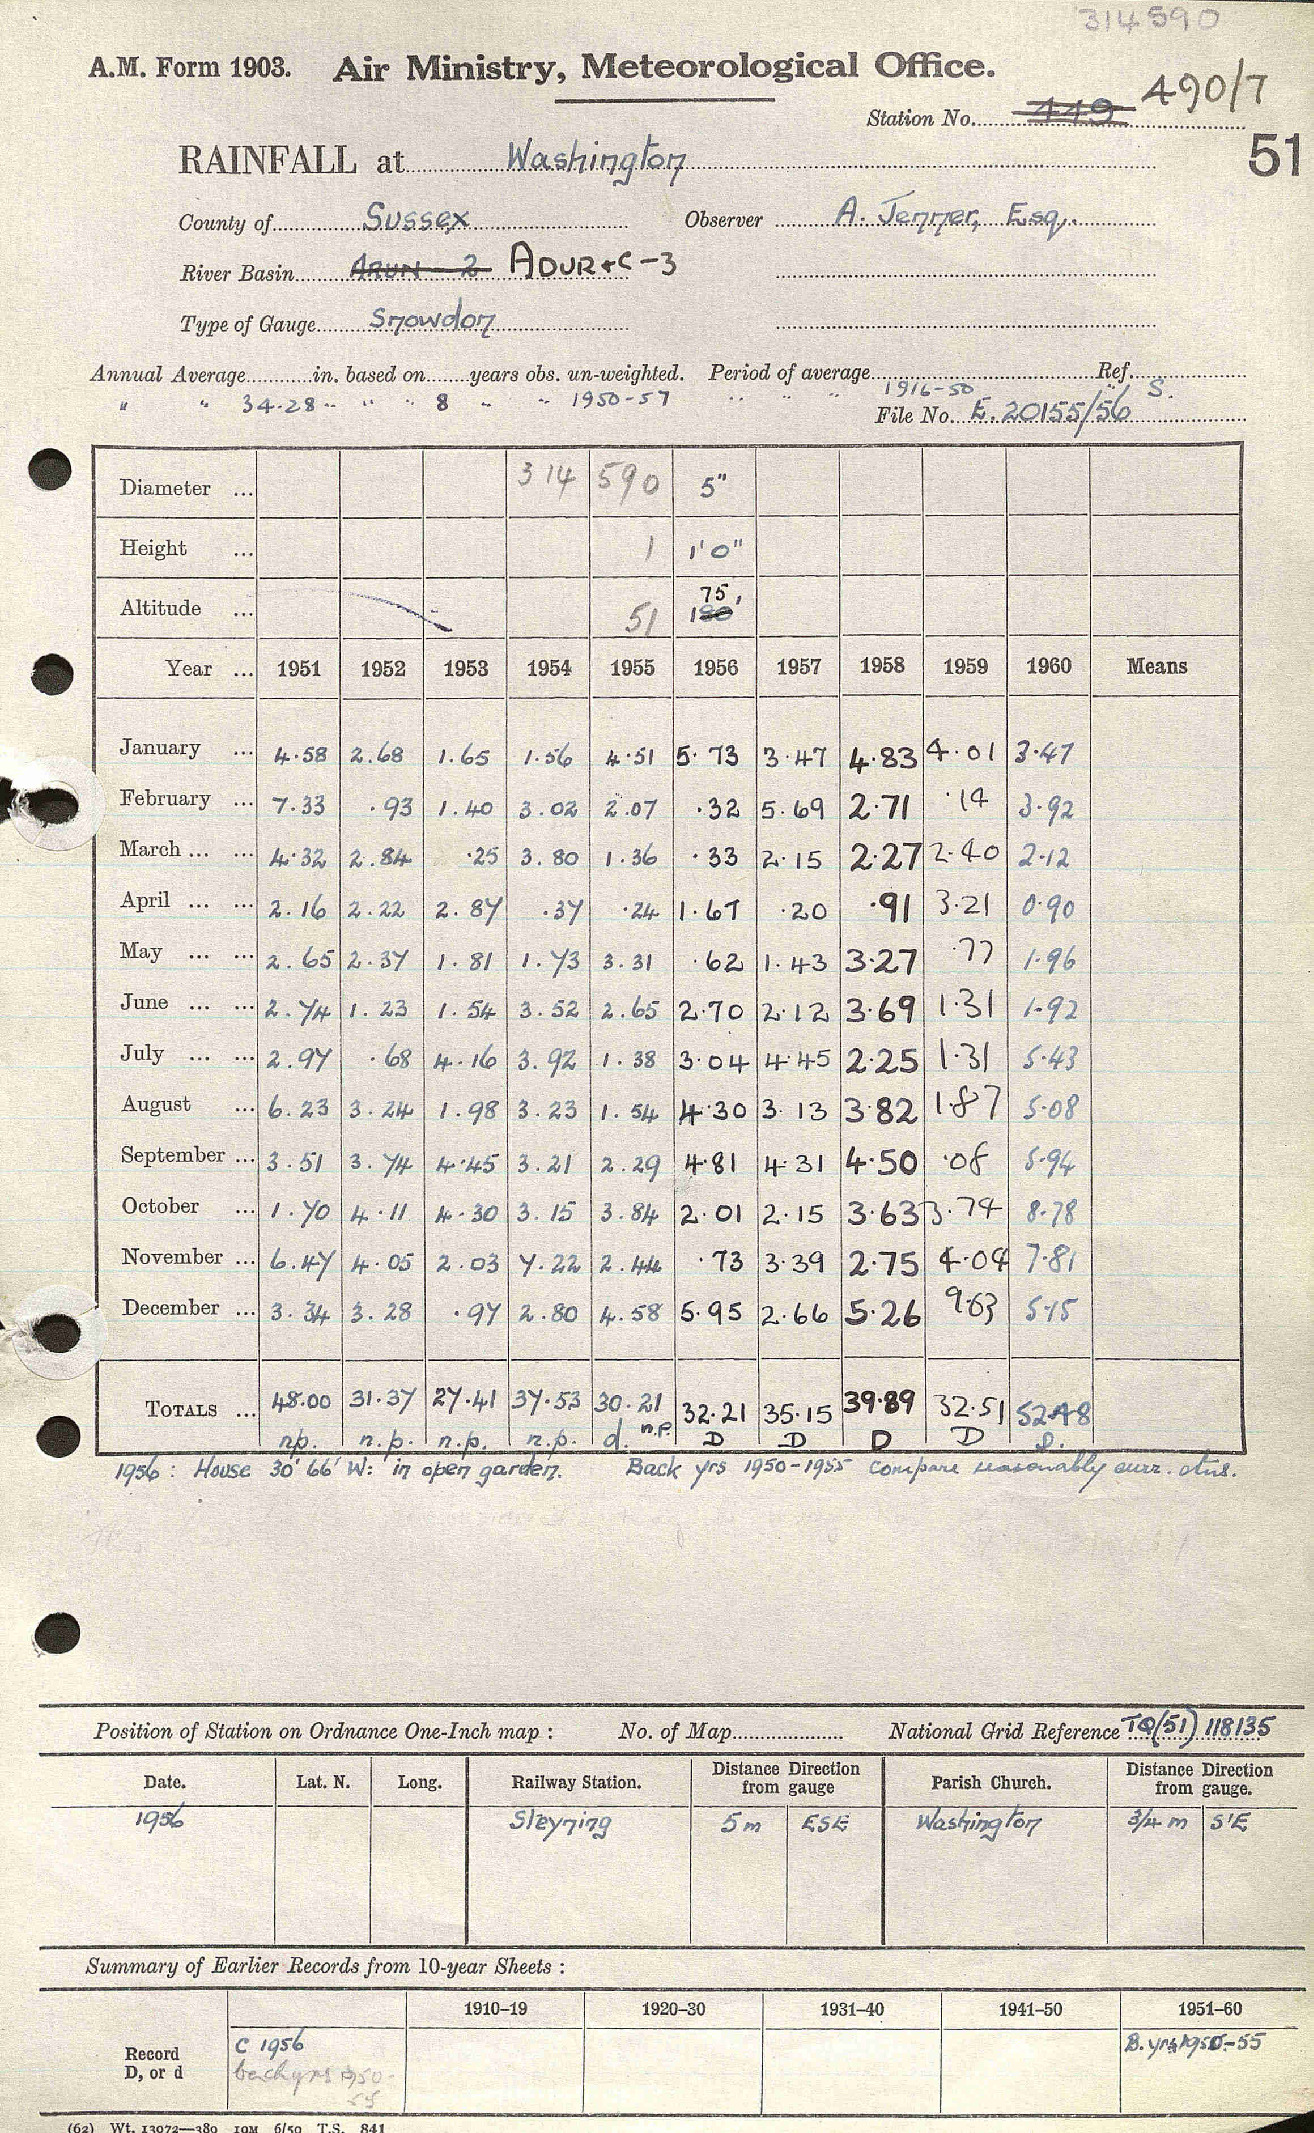 314590
A.M. Form 1903. Air Ministry, Meteorological Office.
Station No. 449 490/7
51
RAINFALL at Washington
County of Sussex Observer A. Jenner, Esq.
River Basin ARUN - 2 ADUR+C-3
Type of Gauge Snowdon
Annual Average in. based on years obs. un-weighted. Period of average Ref.
" " 34.28 " " " 8 " " 1950-57 " " " 1916-50 S.
File No. E. 20155/56
Diameter ... 314 590 5"
Height ... 1 1'0"
Altitude ... 51 75'
Year ... 1951 1952 1953 1954 1955 1956 1957 1958 1959 1960 Means
January ... 4.58 2.68 1.65 1.56 4.51 5.73 3.47 4.83 4.01 3.47
February ... 7.33 .93 1.40 3.02 2.07 .32 5.69 2.71 .14 3.92
March ... ... 4.32 2.84 .25 3.80 1.36 .33 2.15 2.27 2.40 2.12
April ... ... 2.16 2.22 2.87 .37 .24 1.67 .20 .91 3.21 0.90
May ... ... 2.65 2.37 1.81 1.73 3.31 .62 1.43 3.27 .77 1.96
June ... ... 2.74 1.23 1.54 3.52 2.65 2.70 2.12 3.69 1.31 1.92
July ... ... 2.97 .68 4.16 3.92 1.38 3.04 4.45 2.25 1.31 5.43
August ... 6.23 3.24 1.98 3.23 1.54 4.30 3.13 3.82 1.87 5.08
September ... 3.51 3.74 4.45 3.21 2.29 4.81 4.31 4.50 .08 5.94
October ... 1.70 4.11 4.30 3.15 3.84 2.01 2.15 3.63 3.74 8.78
November ... 6.47 4.05 2.03 7.22 2.44 .73 3.39 2.75 4.04 7.81
December ... 3.34 3.28 .97 2.80 4.58 5.95 2.66 5.26 9.63 5.15
TOTALS ... 48.00 31.37 27.41 37.53 30.21 32.21 35.15 39.89 32.51 52.48
np. n.p. n.p. n.p. d. n.p. D D D D D.
1956: House 30' 66' W: in open garden. Back yrs 1950-1955 compare reasonably surr. stns.
Position of Station on Ordnance One-Inch map : No. of Map National Grid Reference TQ(51) 118135
Date. Lat. N. Long. Railway Station. Distance Direction from gauge Parish Church. Distance Direction from gauge.
1956 Steyning 5m ESE Washington 3/4 m S'E
Summary of Earlier Records from 10-year Sheets :
1910-19 1920-30 1931-40 1941-50 1951-60
Record D, or d C 1956 B. yrs 1950-55
back yrs 1950-55
(62) Wt. 13072—380 10M 6/50 T.S. 841